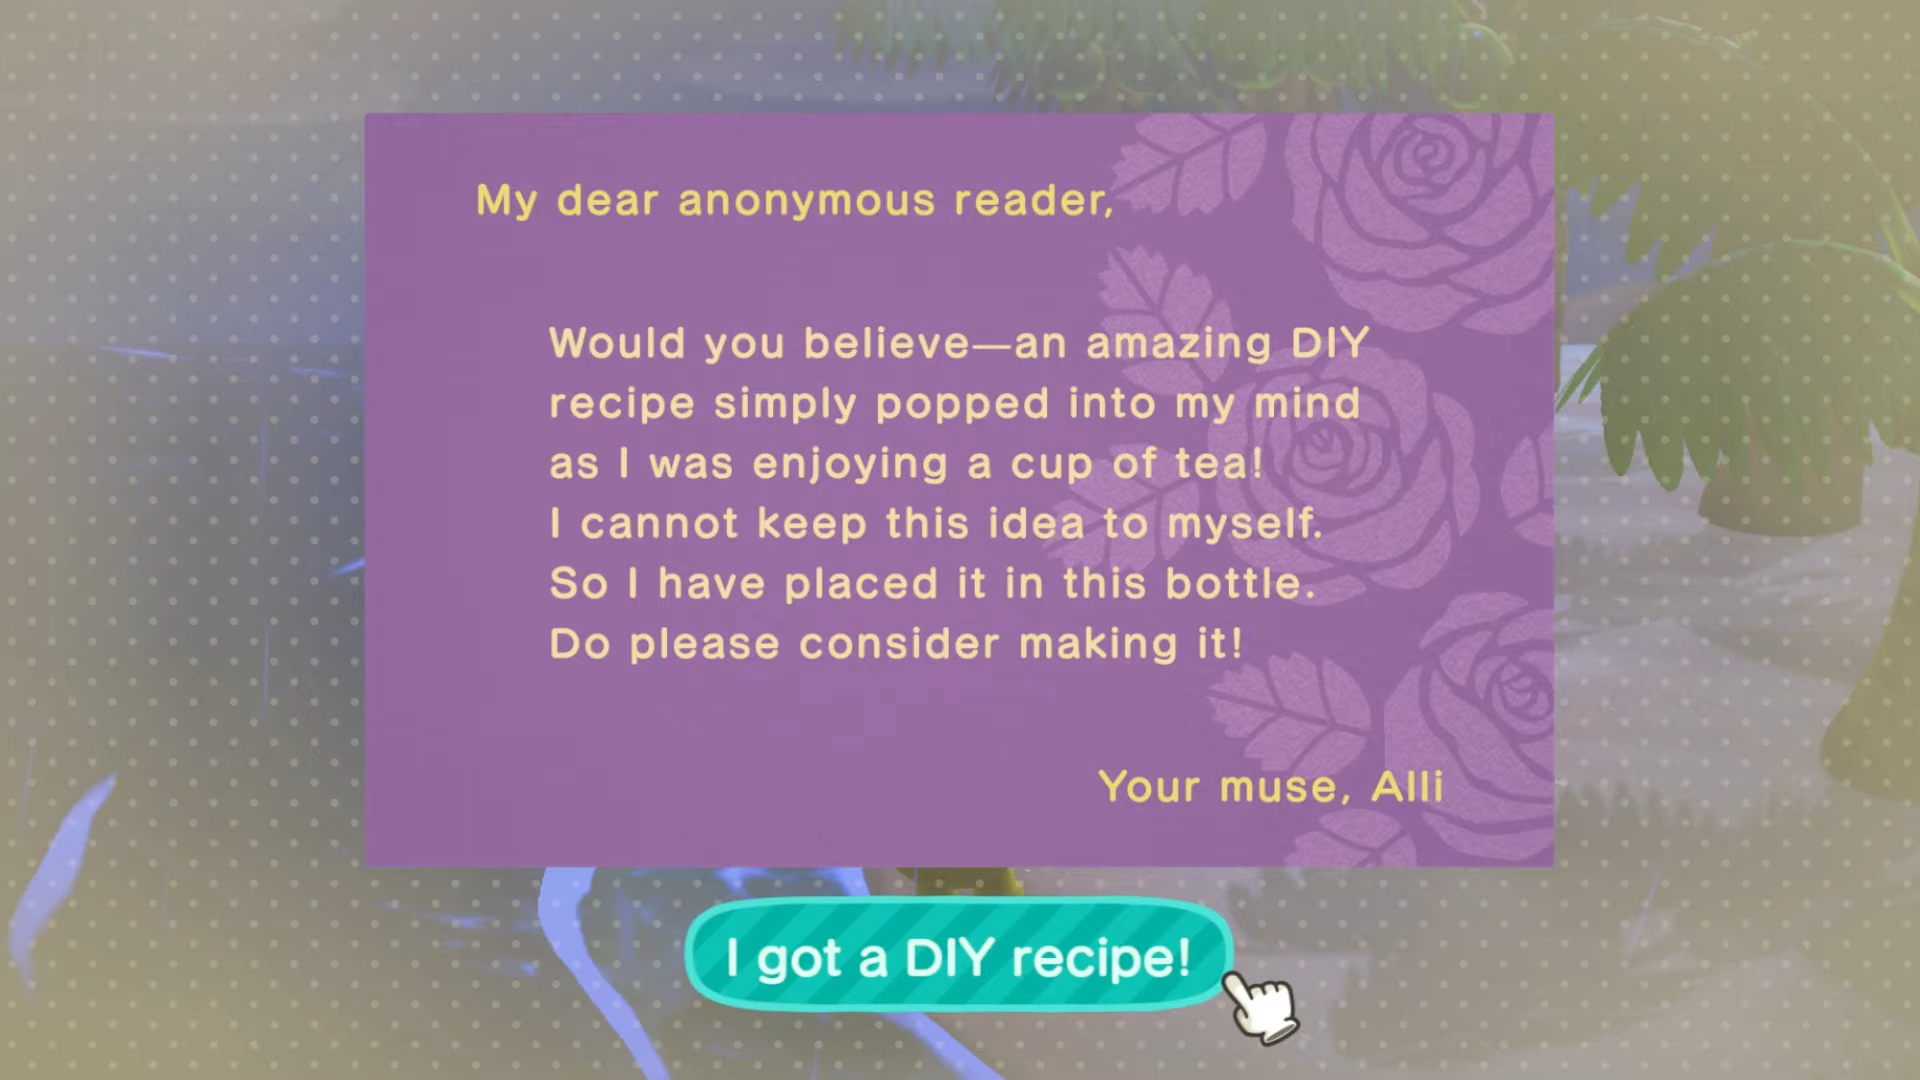 My dear anonymous reader,
Would you believe—an amazing DIY
recipe simply popped into my mind
as I was enjoying a cup of tea!
I cannot keep this idea to myself.
So I have placed it in this bottle.
Do please consider making it!
Your muse, Alli
I got a DIY recipe!